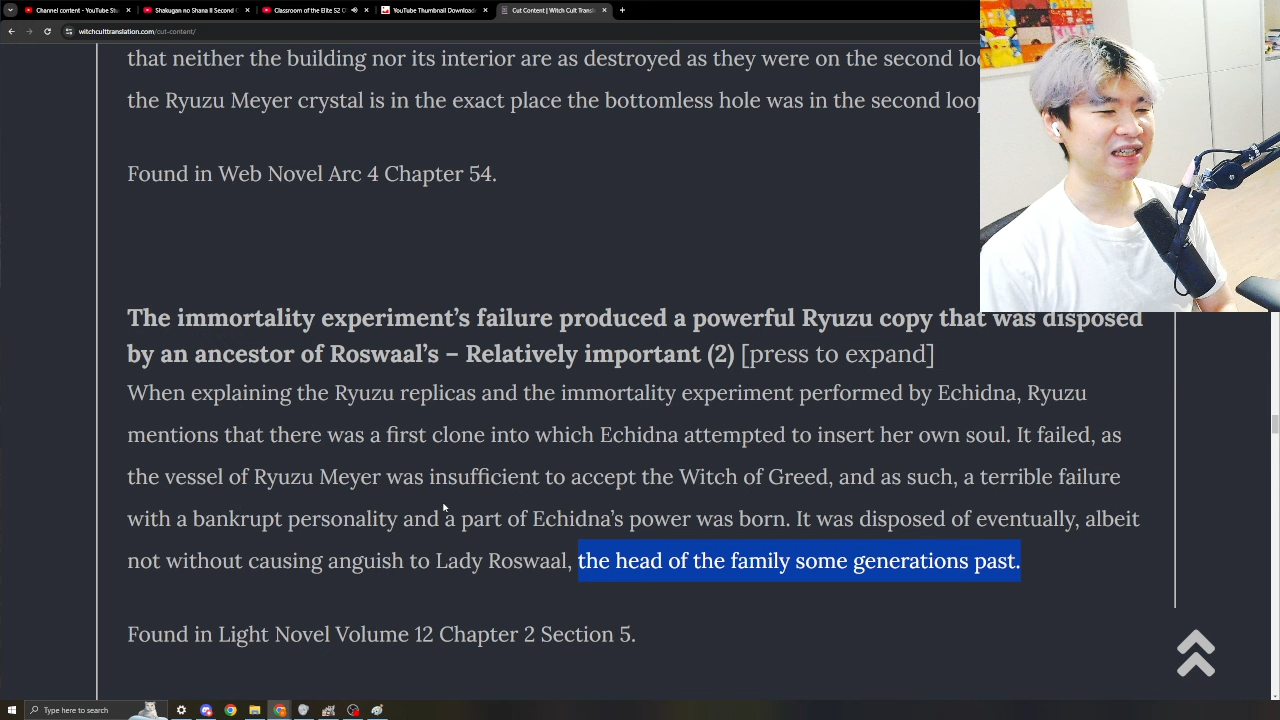 Channel content - YouTube Stu
Shakugan no Shana II Second
Classroom of the Elite S2
YouTube Thumbnail Download
Cut Content | Witch Cult Transl
witchculttranslation.com/cut-content/
that neither the building nor its interior are as destroyed as they were on the second
the Ryuzu Meyer crystal is in the exact place the bottomless hole was in the second loop
Found in Web Novel Arc 4 Chapter 54.
The immortality experiment's failure produced a powerful Ryuzu copy that was disposed
by an ancestor of Roswaal's – Relatively important (2) [press to expand]
When explaining the Ryuzu replicas and the immortality experiment performed by Echidna, Ryuzu
mentions that there was a first clone into which Echidna attempted to insert her own soul. It failed, as
the vessel of Ryuzu Meyer was insufficient to accept the Witch of Greed, and as such, a terrible failure
with a bankrupt personality and a part of Echidna's power was born. It was disposed of eventually, albeit
not without causing anguish to Lady Roswaal, the head of the family some generations past.
Found in Light Novel Volume 12 Chapter 2 Section 5.
Type here to search